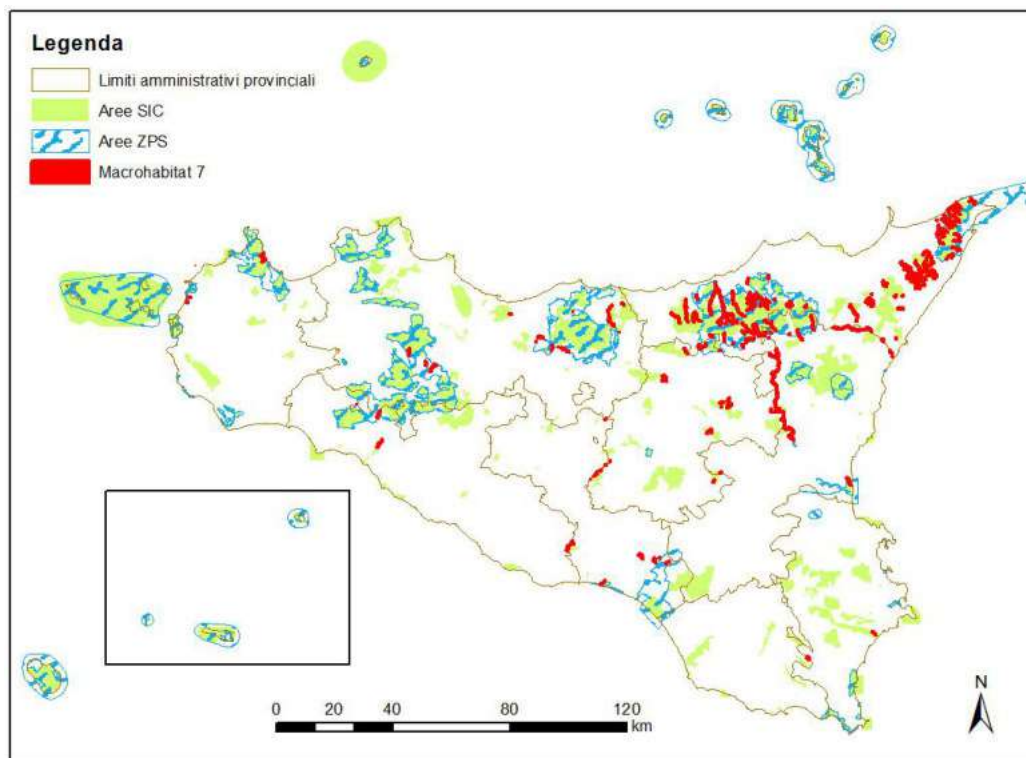 Legenda
Limiti amministrativi provinciali
Aree SIC
Aree ZPS
Macrohabitat 7
N
0 20 40 80 120
km